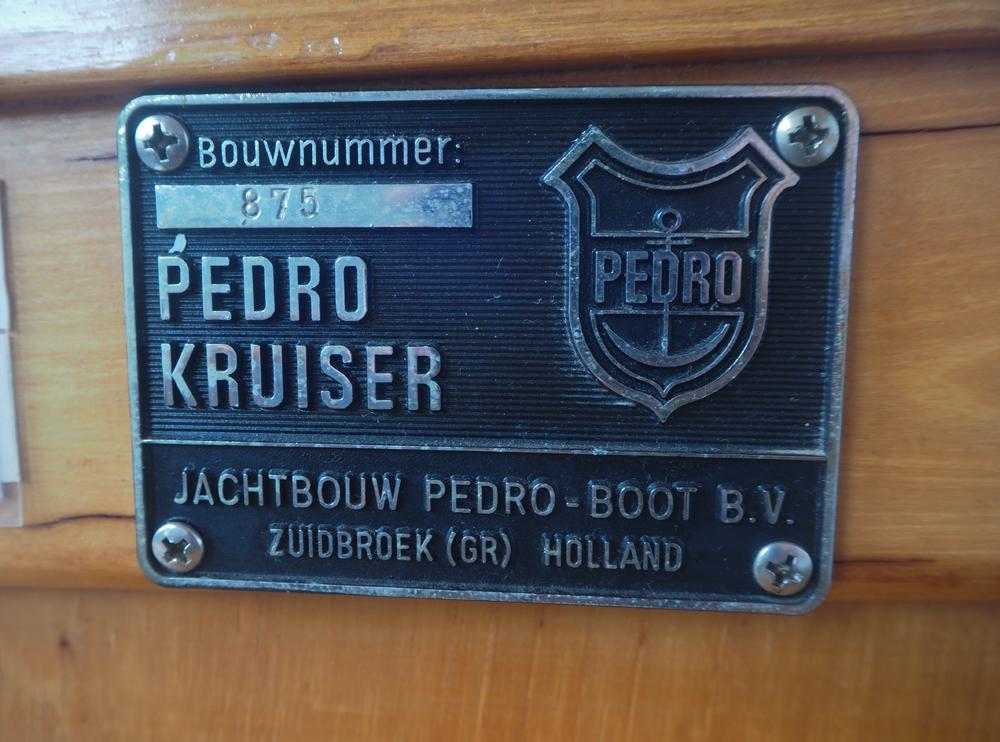 Bouwnummer:
875
PEDRO
KRUISER
PEDRO
JACHTBOUW PEDRO-BOOT B.V.
ZUIDBROEK (GR) HOLLAND